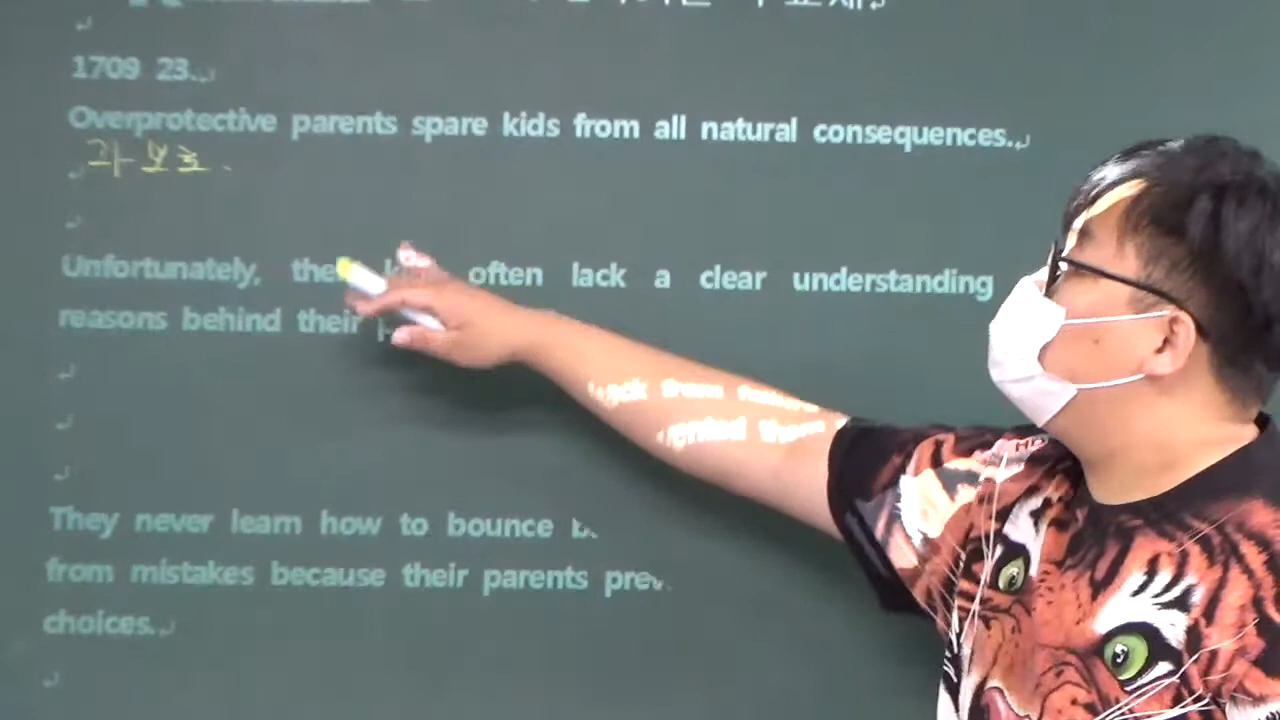 1709 23.
Overprotective parents spare kids from all natural consequences.
과보호.
Unfortunately, often lack a clear understanding
reasons behind their
They never learn how to bounce
from mistakes because their parents
choices.